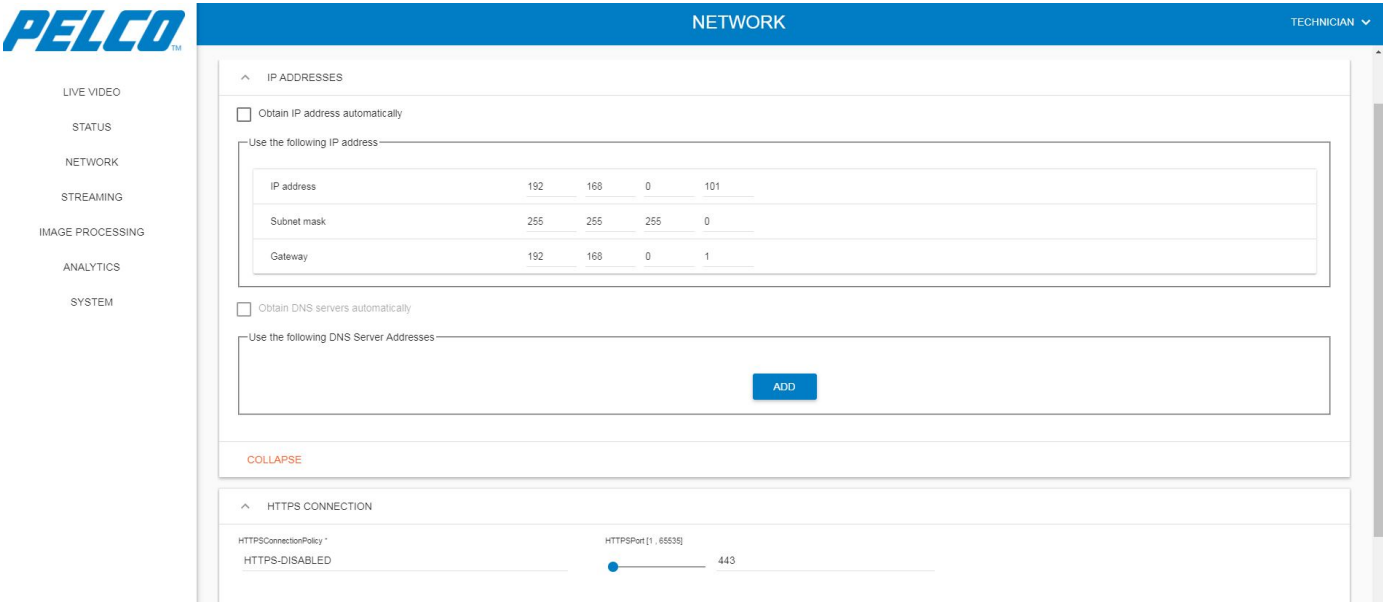 PELCO TM
NETWORK
TECHNICIAN
LIVE VIDEO
STATUS
NETWORK
STREAMING
IMAGE PROCESSING
ANALYTICS
SYSTEM
IP ADDRESSES
Obtain IP address automatically
Use the following IP address
IP address 192 168 0 101
Subnet mask 255 255 255 0
Gateway 192 168 0 1
Obtain DNS servers automatically
Use the following DNS Server Addresses
ADD
COLLAPSE
HTTPS CONNECTION
HTTPSConnectionPolicy * HTTPSPort [1 , 65535]
HTTPS-DISABLED 443